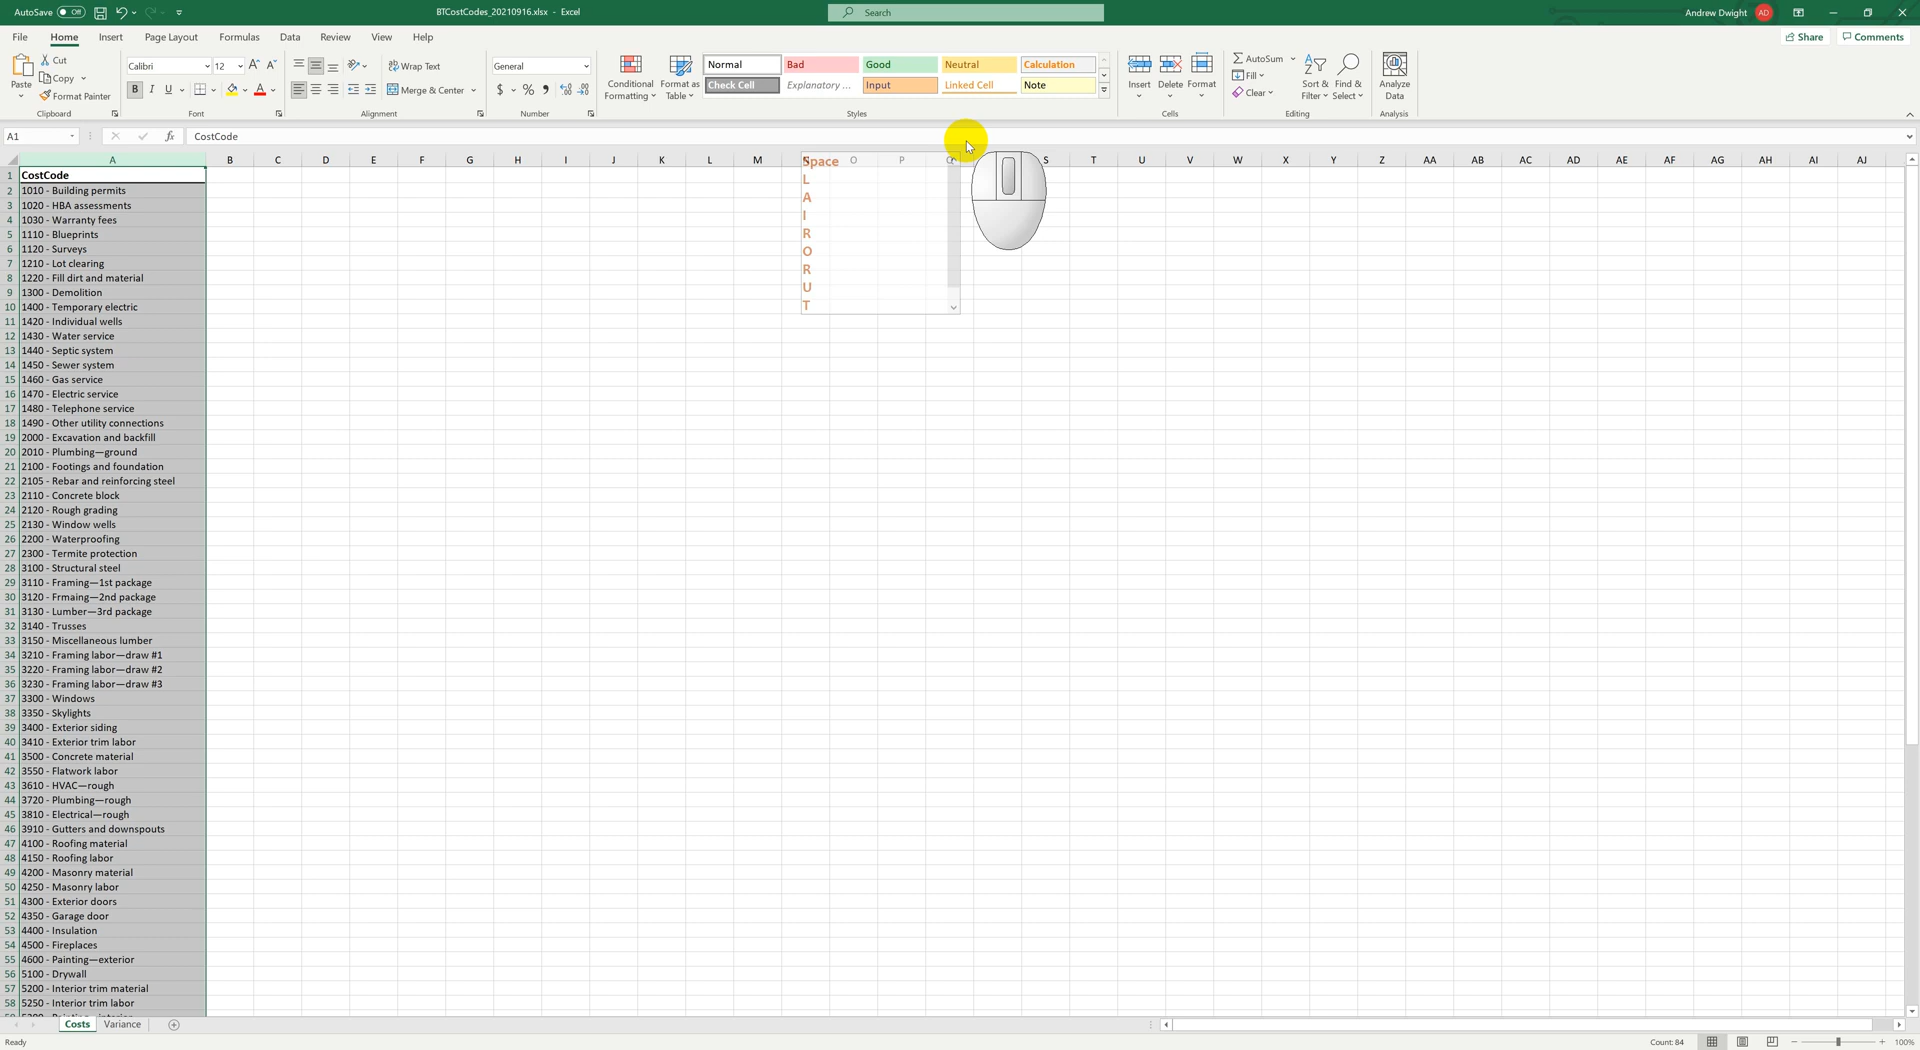 AutoSave Off BTCostCodes_20210916.xlsx - Excel Search Andrew Dwight AD
File Home Insert Page Layout Formulas Data Review View Help Share Comments
Paste
Cut
Copy
Format Painter
Clipboard
Calibri 12
B I U
Font
Wrap Text
Merge & Center
Alignment
General
$ % ,
Number
Conditional Formatting
Format as Table
Normal Bad Good Neutral Calculation
Check Cell Explanatory ... Input Linked Cell Note
Styles
Insert Delete Format
Cells
AutoSum
Fill
Clear
Sort & Filter
Find & Select
Editing
Analyze Data
Analysis
A1 fx CostCode
A B C D E F G H I J K L M N O P Q S T U V W X Y Z AA AB AC AD AE AF AG AH AI AJ
1 CostCode
2 1010 - Building permits
3 1020 - HBA assessments
4 1030 - Warranty fees
5 1110 - Blueprints
6 1120 - Surveys
7 1210 - Lot clearing
8 1220 - Fill dirt and material
9 1300 - Demolition
10 1400 - Temporary electric
11 1420 - Individual wells
12 1430 - Water service
13 1440 - Septic system
14 1450 - Sewer system
15 1460 - Gas service
16 1470 - Electric service
17 1480 - Telephone service
18 1490 - Other utility connections
19 2000 - Excavation and backfill
20 2010 - Plumbing—ground
21 2100 - Footings and foundation
22 2105 - Rebar and reinforcing steel
23 2110 - Concrete block
24 2120 - Rough grading
25 2130 - Window wells
26 2200 - Waterproofing
27 2300 - Termite protection
28 3100 - Structural steel
29 3110 - Framing—1st package
30 3120 - Frmaing—2nd package
31 3130 - Lumber—3rd package
32 3140 - Trusses
33 3150 - Miscellaneous lumber
34 3210 - Framing labor—draw #1
35 3220 - Framing labor—draw #2
36 3230 - Framing labor—draw #3
37 3300 - Windows
38 3350 - Skylights
39 3400 - Exterior siding
40 3410 - Exterior trim labor
41 3500 - Concrete material
42 3550 - Flatwork labor
43 3610 - HVAC—rough
44 3720 - Plumbing—rough
45 3810 - Electrical—rough
46 3910 - Gutters and downspouts
47 4100 - Roofing material
48 4150 - Roofing labor
49 4200 - Masonry material
50 4250 - Masonry labor
51 4300 - Exterior doors
52 4350 - Garage door
53 4400 - Insulation
54 4500 - Fireplaces
55 4600 - Painting—exterior
56 5100 - Drywall
57 5200 - Interior trim material
58 5250 - Interior trim labor
Space
L
A
I
R
O
R
U
T
Costs Variance
Ready Count: 84 100%